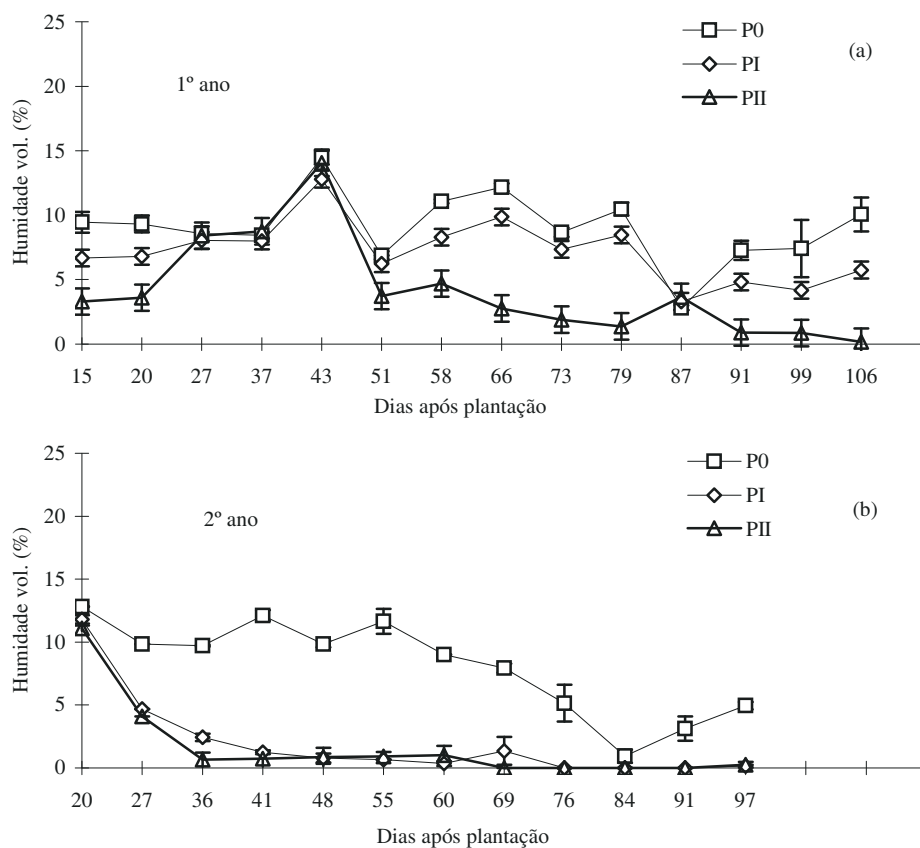 25
20
15
10
5
0
Humidade vol. (%)
1º ano
P0
PI
PII
(a)
15 20 27 37 43 51 58 66 73 79 87 91 99 106
Dias após plantação
25
20
15
10
5
0
Humidade vol. (%)
2º ano
P0
PI
PII
(b)
20 27 36 41 48 55 60 69 76 84 91 97
Dias após plantação